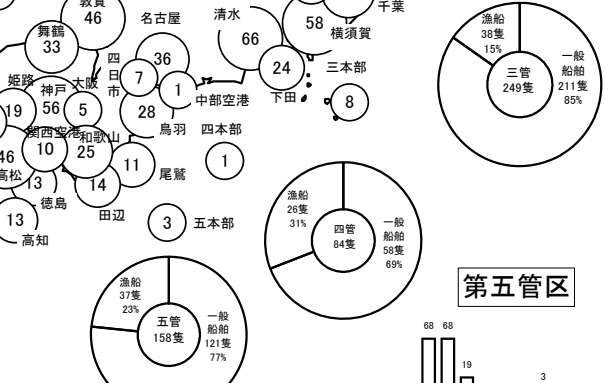 敦賀
46
舞鶴
33
名古屋
36
四日市
7
清水
66
58
千葉
横須賀
24
下田
三本部
8
1
中部空港
28
鳥羽
四本部
1
姫路
19
神戸
56
大阪
5
関西空港
10
和歌山
25
46
高松
13
徳島
14
田辺
11
尾鷲
13
高知
3
五本部
漁船
38隻
15%
三管
249隻
一般
船舶
211隻
85%
漁船
26隻
31%
四管
84隻
一般
船舶
58隻
69%
漁船
37隻
23%
五管
158隻
一般
船舶
121隻
77%
第五管区
68 68
19
3